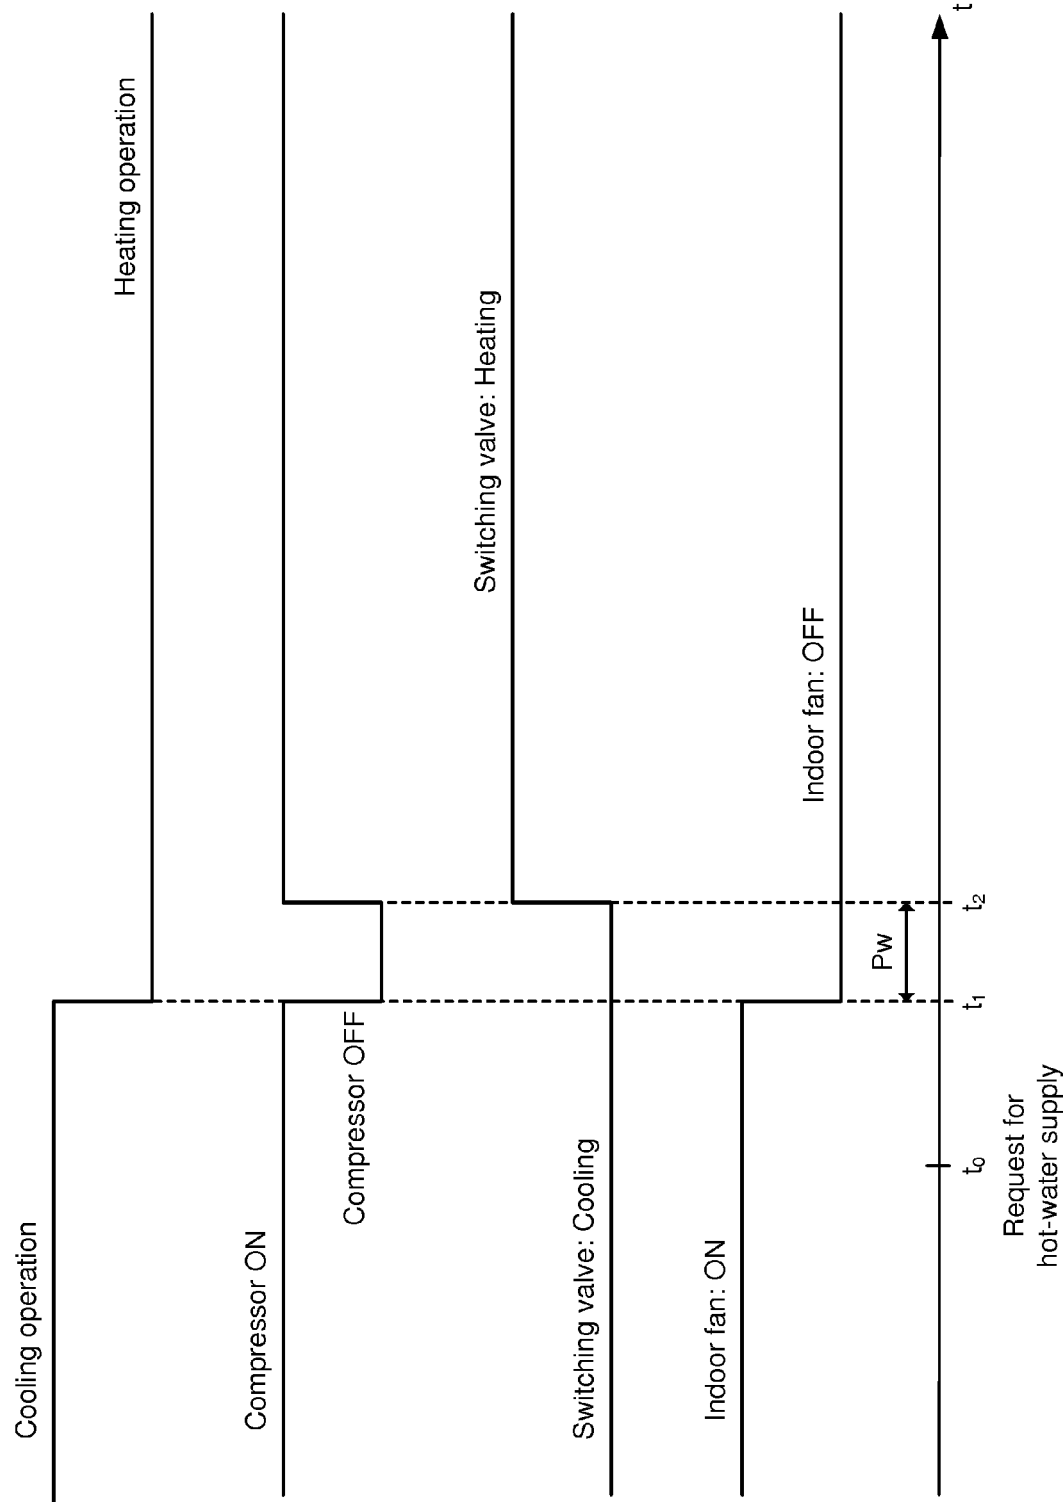 Cooling operation
Heating operation
Compressor ON
Compressor OFF
Switching valve: Cooling
Switching valve: Heating
Indoor fan: ON
Indoor fan: OFF
Pw
t0
t1
t2
t
Request for
hot-water supply